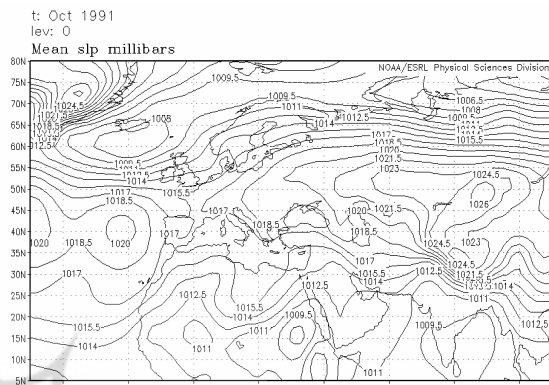 t: Oct 1991
lev: 0
Mean slp millibars
NOAA/ESRL Physical Sciences Division
80N
1009.5
75N
1024.5
1009.5
1006.5
70N
1021.5
1011
1008
1018.5
1008
1014
1012.5
1009.5
65N
1015.5
1017
1015.5
60N
1018.5
1020
1009.5
1021.5
55N
1012.5
1023
1024.5
1014
50N
1017
1015.5
1018.5
1026
45N
1017
1020
1021.5
1018.5
40N
1020
1018.5
1020
1017
1018.5
1024.5
1023
35N
1017
1024.5
1017
1015.5
1012.5
1021.5
30N
1014
1014
1012.5
1012.5
1011
25N
1015.5
20N
1015.5
1014
1009.5
1009.5
1012.5
15N
1014
1011
1011
10N
1011
5N